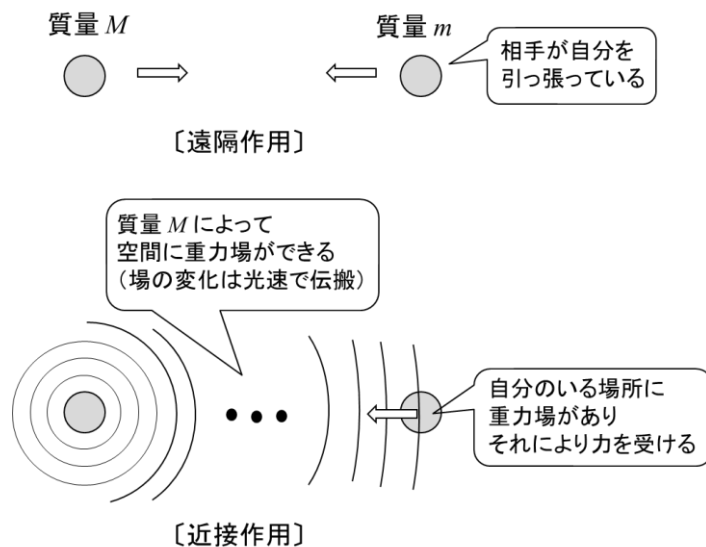 質量 M
質量 m
相手が自分を
引っ張っている
〔遠隔作用〕
質量 M によって
空間に重力場ができる
（場の変化は光速で伝搬）
自分のいる場所に
重力場があり
それにより力を受ける
〔近接作用〕